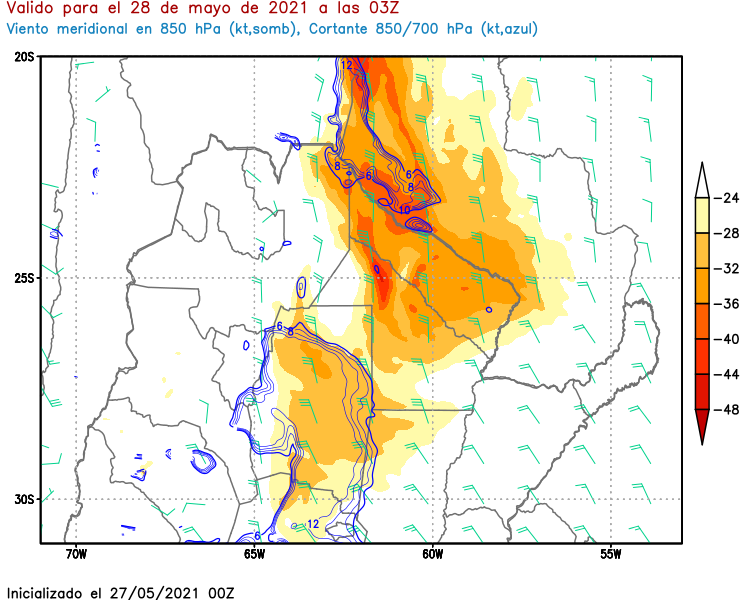 Valido para el 28 de mayo de 2021 a las 03Z
Viento meridional en 850 hPa (kt,somb), Cortante 850/700 hPa (kt,azul)
20S
12
8
6
6
8
10
-24
-28
25S
-32
6
8
-36
-40
-44
-48
30S
12
6
70W
65W
60W
55W
Inicializado el 27/05/2021 00Z